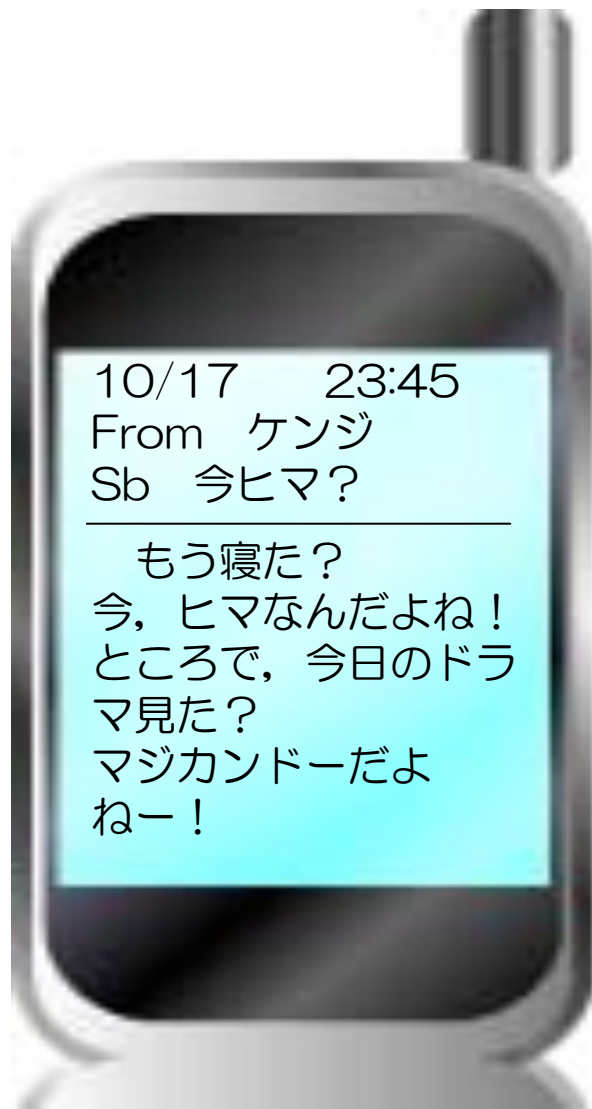 10/17　　23:45
From　ケンジ
Sb　今ヒマ？
　もう寝た？
今，ヒマなんだよね！
ところで，今日のドラ
マ見た？
マジカンドーだよ
ねー！